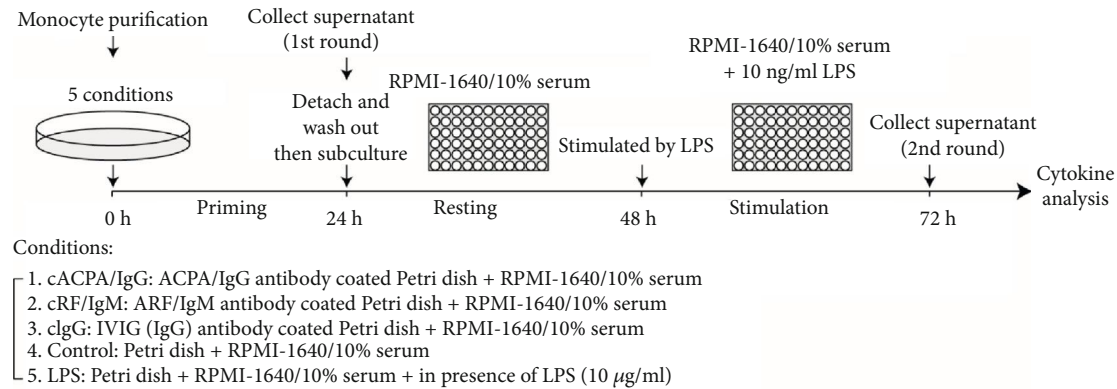 Monocyte purification
5 conditions
Collect supernatant
(1st round)
Detach and
wash out
then subculture
RPMI-1640/10% serum
Stimulated by LPS
RPMI-1640/10% serum
+ 10 ng/ml LPS
Collect supernatant
(2nd round)
Cytokine
analysis
0 h
Priming
24 h
Resting
48 h
Stimulation
72 h
Conditions:
1. cACPA/IgG: ACPA/IgG antibody coated Petri dish + RPMI-1640/10% serum
2. cRF/IgM: ARF/IgM antibody coated Petri dish + RPMI-1640/10% serum
3. clgG: IVIG (IgG) antibody coated Petri dish + RPMI-1640/10% serum
4. Control: Petri dish + RPMI-1640/10% serum
5. LPS: Petri dish + RPMI-1640/10% serum + in presence of LPS (10 μg/ml)